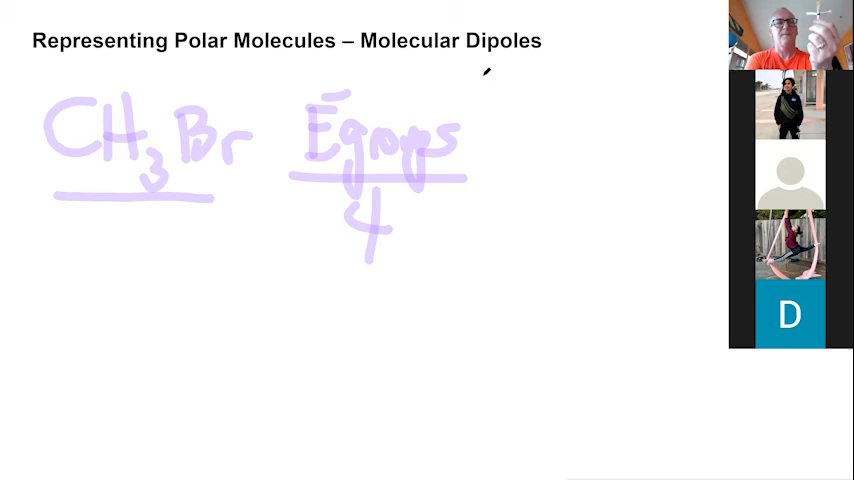 Representing Polar Molecules – Molecular Dipoles
CH3Br Egroups
4
D